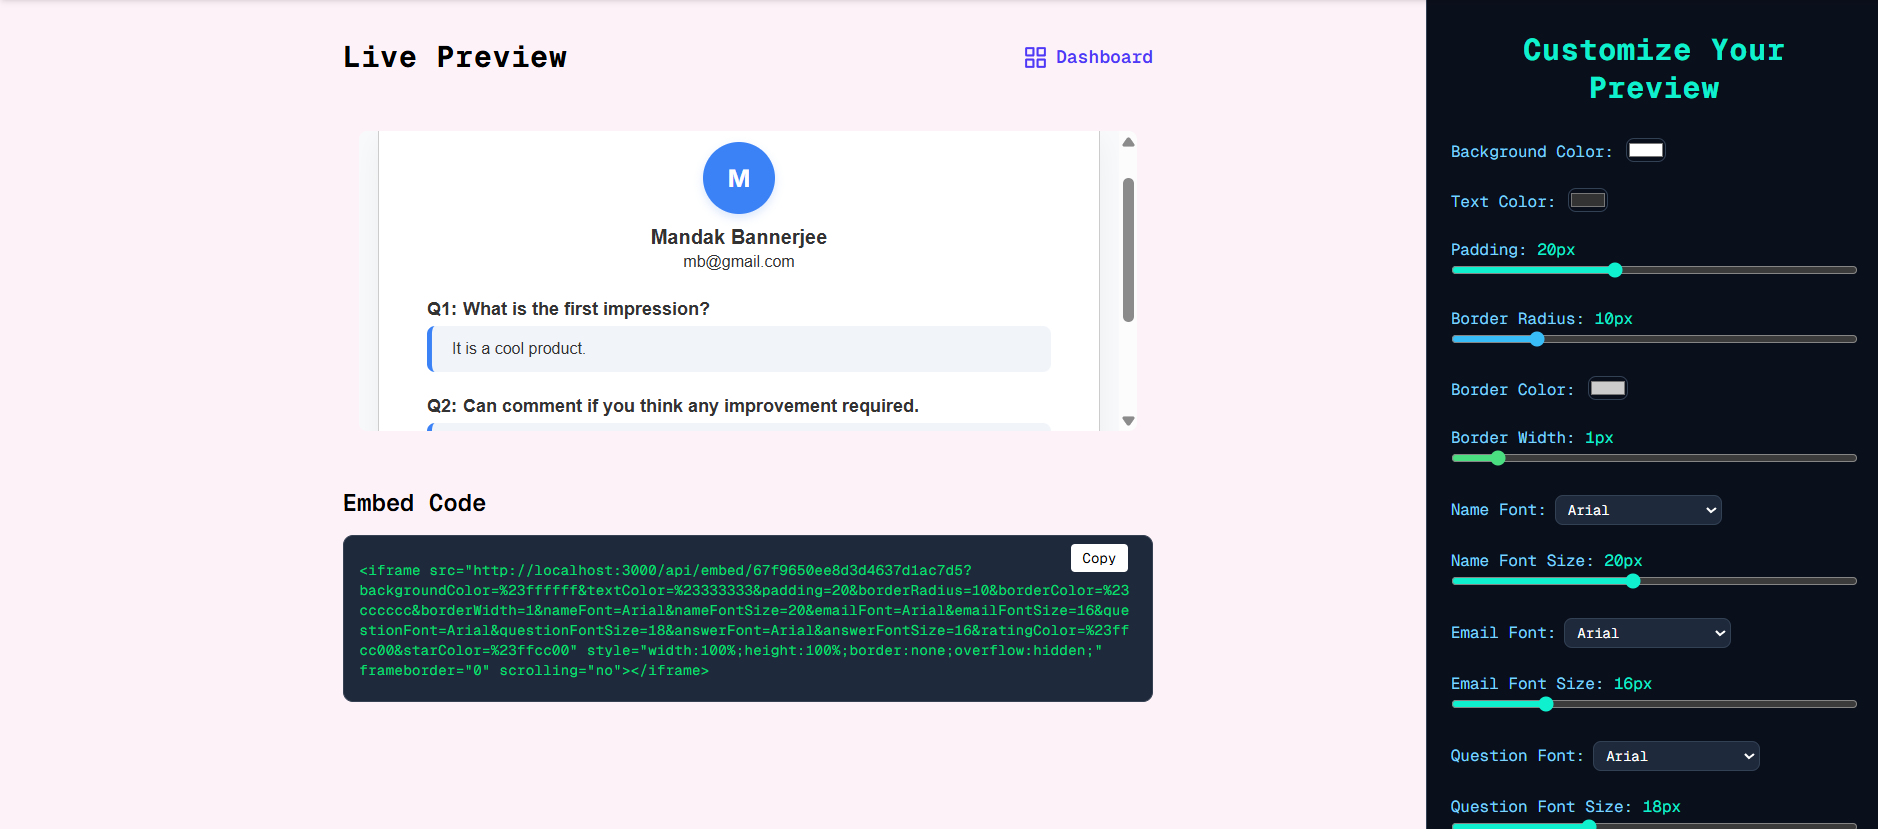 Live Preview
Dashboard
M
Mandak Bannerjee
mb@gmail.com
Q1: What is the first impression?
It is a cool product.
Q2: Can comment if you think any improvement required.
Embed Code
Copy
<iframe src="http://localhost:3000/api/embed/67f9650ee8d3d4637d1ac7d5?
backgroundColor=%23ffffff&textColor=%23333333&padding=20&borderRadius=10&borderColor=%23
cccccc&borderWidth=1&nameFont=Arial&nameFontSize=20&emailFont=Arial&emailFontSize=16&que
stionFont=Arial&questionFontSize=18&answerFont=Arial&answerFontSize=16&ratingColor=%23ff
cc00&starColor=%23ffcc00" style="width:100%;height:100%;border:none;overflow:hidden;"
frameborder="0" scrolling="no"></iframe>
Customize Your
Preview
Background Color:
Text Color:
Padding: 20px
Border Radius: 10px
Border Color:
Border Width: 1px
Name Font: Arial
Name Font Size: 20px
Email Font: Arial
Email Font Size: 16px
Question Font: Arial
Question Font Size: 18px